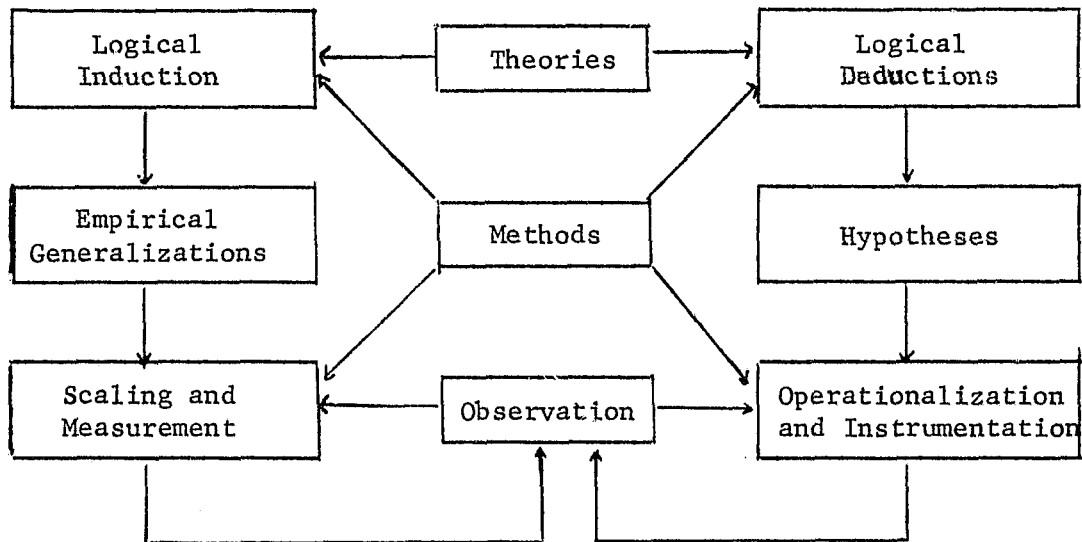 Logical
Induction
Theories
Logical
Deductions
Empirical
Generalizations
Methods
Hypotheses
Scaling and
Measurement
Observation
Operationalization
and Instrumentation